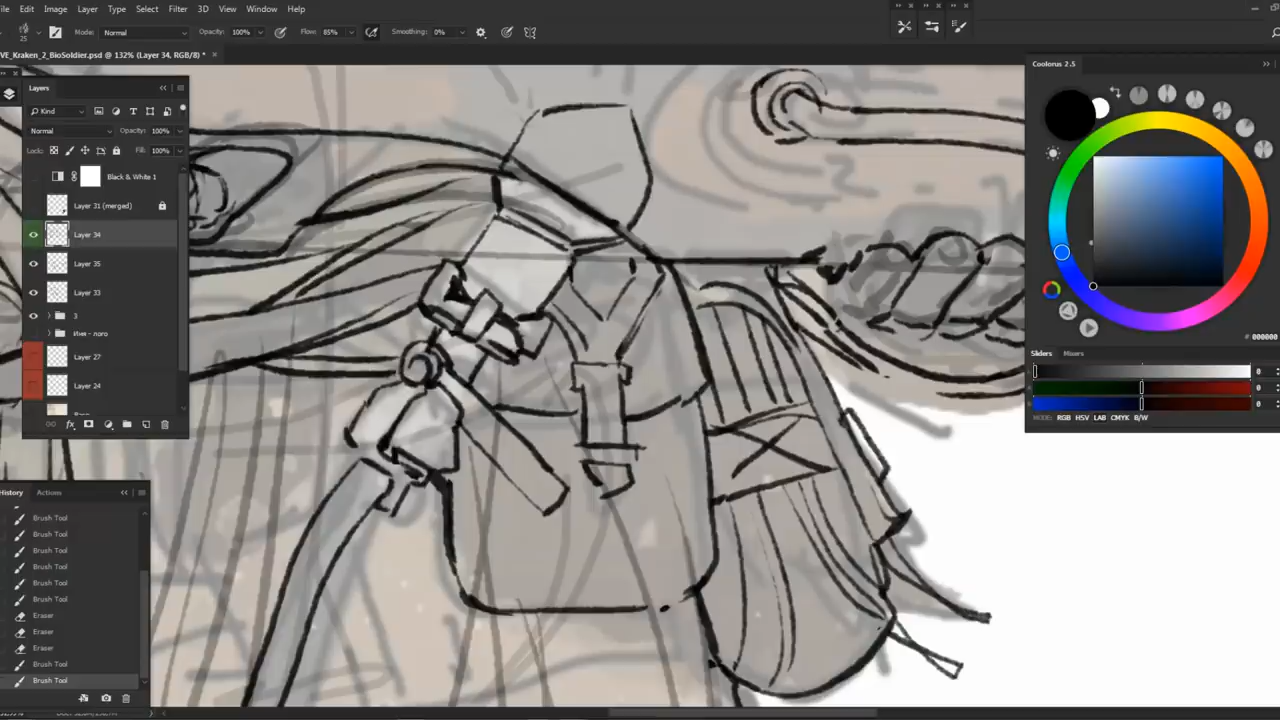 Edit Image Layer Type Select Filter 3D View Window Help
25 Mode: Normal Opacity: 100% Flow: 85% Smoothing: 0%
VE_Kraken_2_BioSoldier.psd @ 132% (Layer 34, RGB/8) *
Layers
Kind
Normal Opacity: 100%
Lock: Fill: 100%
Black & White 1
Layer 31 (merged)
Layer 34
Layer 35
Layer 33
3
Имя - лого
Layer 27
Layer 24
History Actions
Brush Tool
Brush Tool
Brush Tool
Brush Tool
Brush Tool
Brush Tool
Eraser
Eraser
Eraser
Brush Tool
Brush Tool
Coolorus 2.5
# 000000
Sliders Mixers
0
0
0
MODE: RGB HSV LAB CMYK B/W